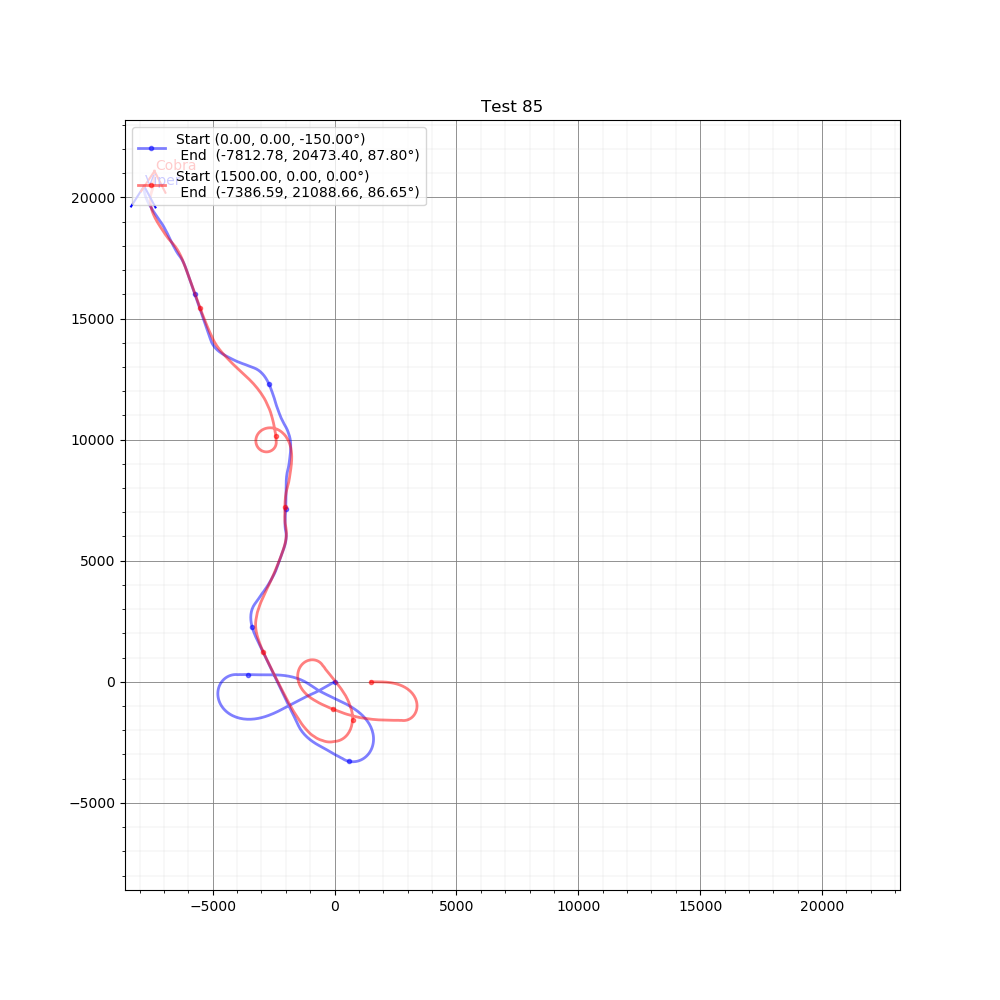 Test 85
Start (0.00, 0.00, -150.00°)
End (-7812.78, 20473.40, 87.80°)
Start (1500.00, 0.00, 0.00°)
End (-7386.59, 21088.66, 86.65°)
Cobra
Viper
20000
15000
10000
5000
0
−5000
−5000 0 5000 10000 15000 20000